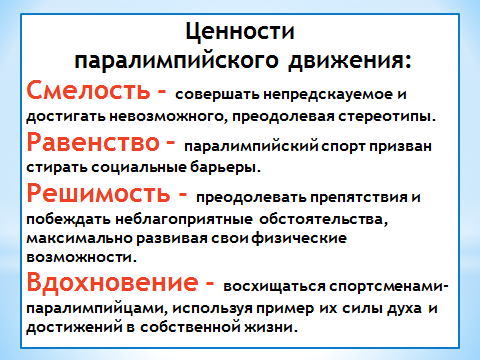 Ценности
паралимпийского движения:
Смелость - совершать непредскауемое и
достигать невозможного, преодолевая стереотипы.
Равенство – паралимпийский спорт призван
стирать социальные барьеры.
Решимость - преодолевать препятствия и
побеждать неблагоприятные обстоятельства,
максимально развивая свои физические
возможности.
Вдохновение - восхищаться спортсменами-
паралимпийцами, используя пример их силы духа и
достижений в собственной жизни.